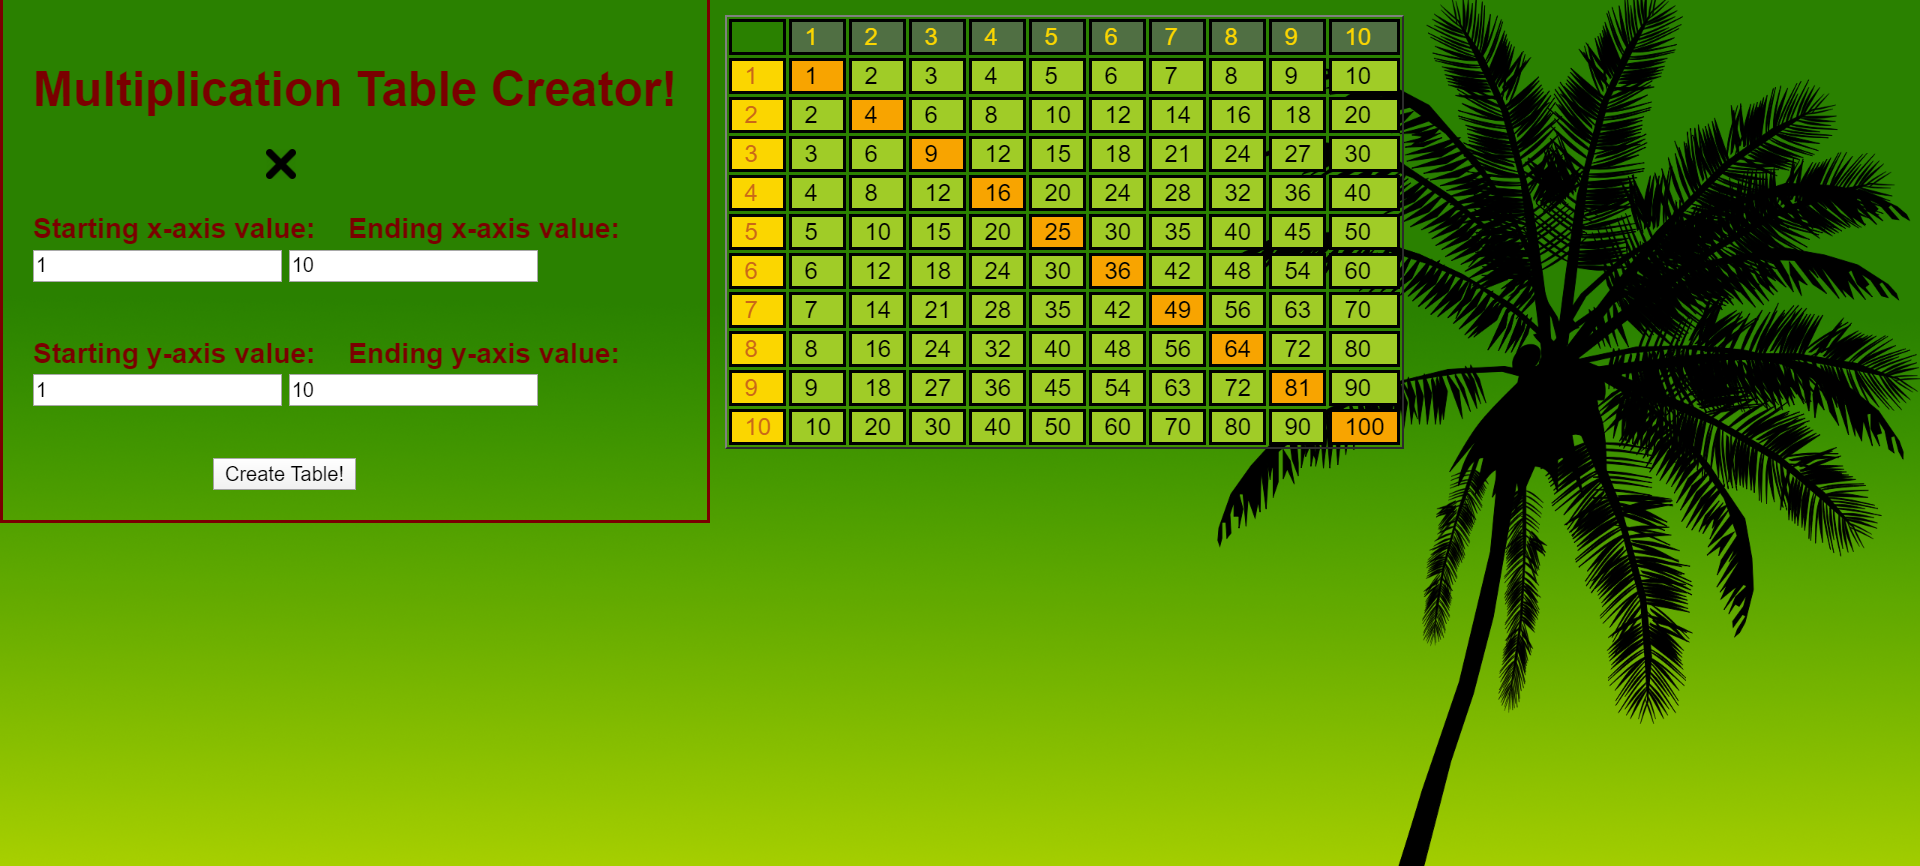 Multiplication Table Creator!
Starting x-axis value: Ending x-axis value:
1 10
Starting y-axis value: Ending y-axis value:
1 10
Create Table!
1 2 3 4 5 6 7 8 9 10
1 1 2 3 4 5 6 7 8 9 10
2 2 4 6 8 10 12 14 16 18 20
3 3 6 9 12 15 18 21 24 27 30
4 4 8 12 16 20 24 28 32 36 40
5 5 10 15 20 25 30 35 40 45 50
6 6 12 18 24 30 36 42 48 54 60
7 7 14 21 28 35 42 49 56 63 70
8 8 16 24 32 40 48 56 64 72 80
9 9 18 27 36 45 54 63 72 81 90
10 10 20 30 40 50 60 70 80 90 100